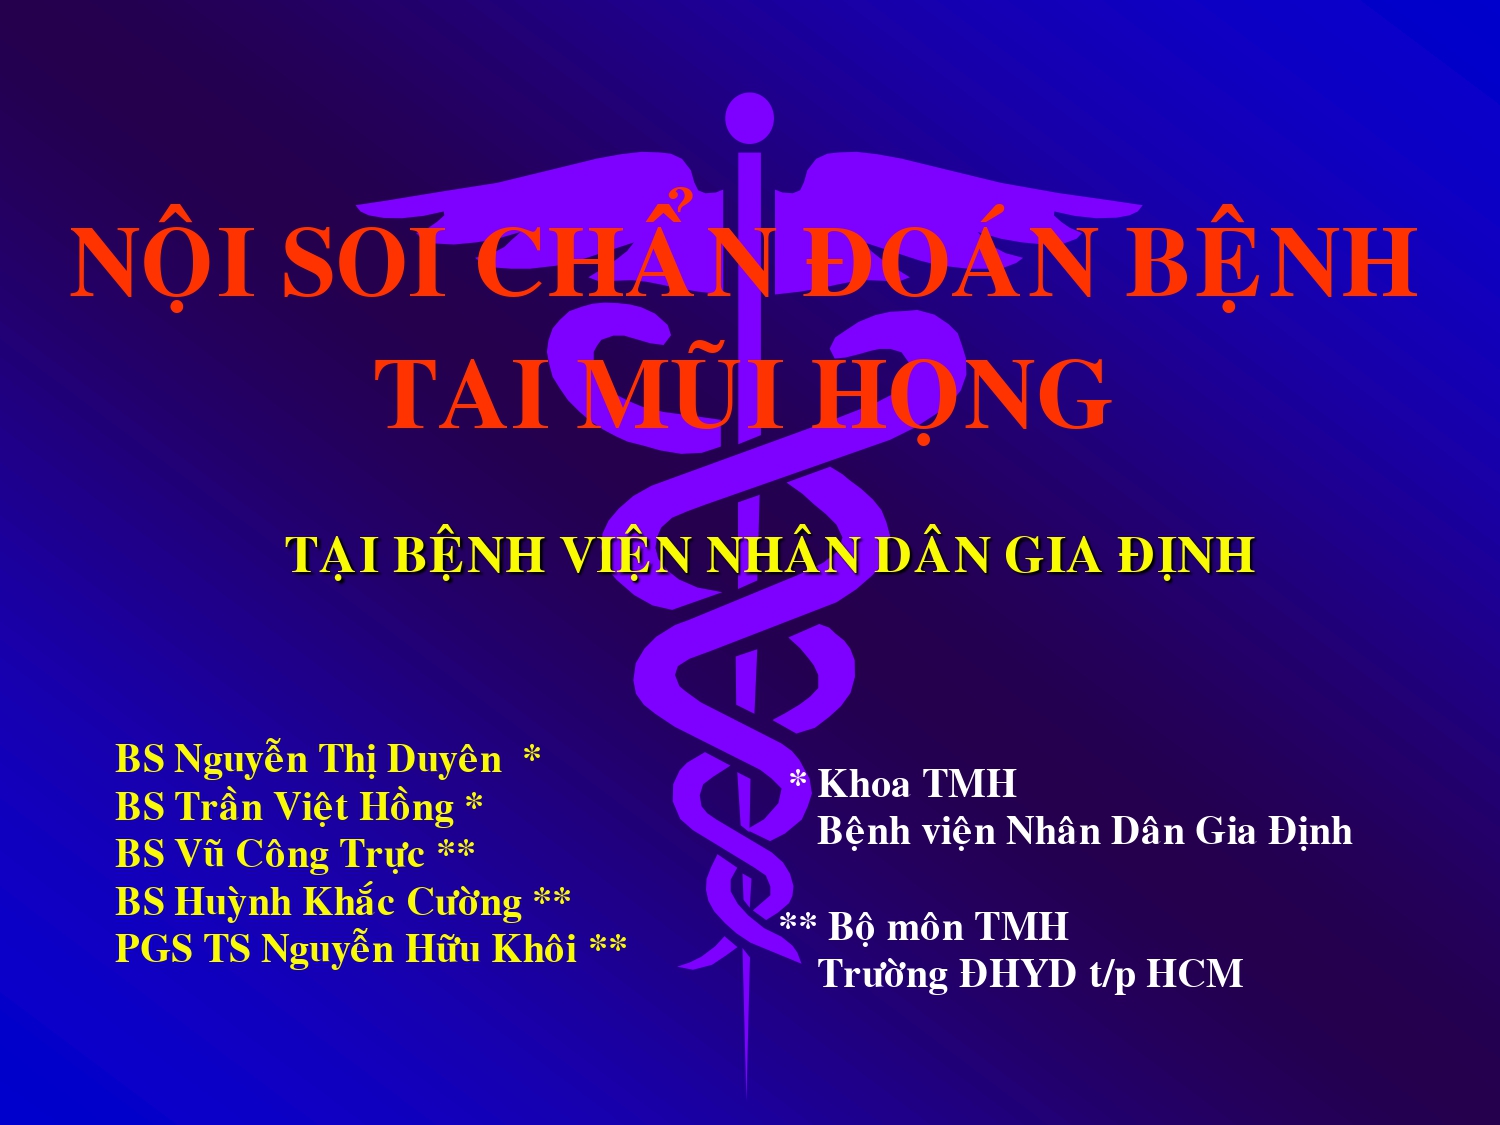 NỘI SOI CHẨN ĐOÁN BỆNH
TAI MŨI HỌNG
TẠI BỆNH VIỆN NHÂN DÂN GIA ĐỊNH
BS Nguyễn Thị Duyên *
BS Trần Việt Hồng *
BS Vũ Công Trực **
BS Huỳnh Khắc Cường **
PGS TS Nguyễn Hữu Khôi **
* Khoa TMH
Bệnh viện Nhân Dân Gia Định
** Bộ môn TMH
Trường ĐHYD t/p HCM